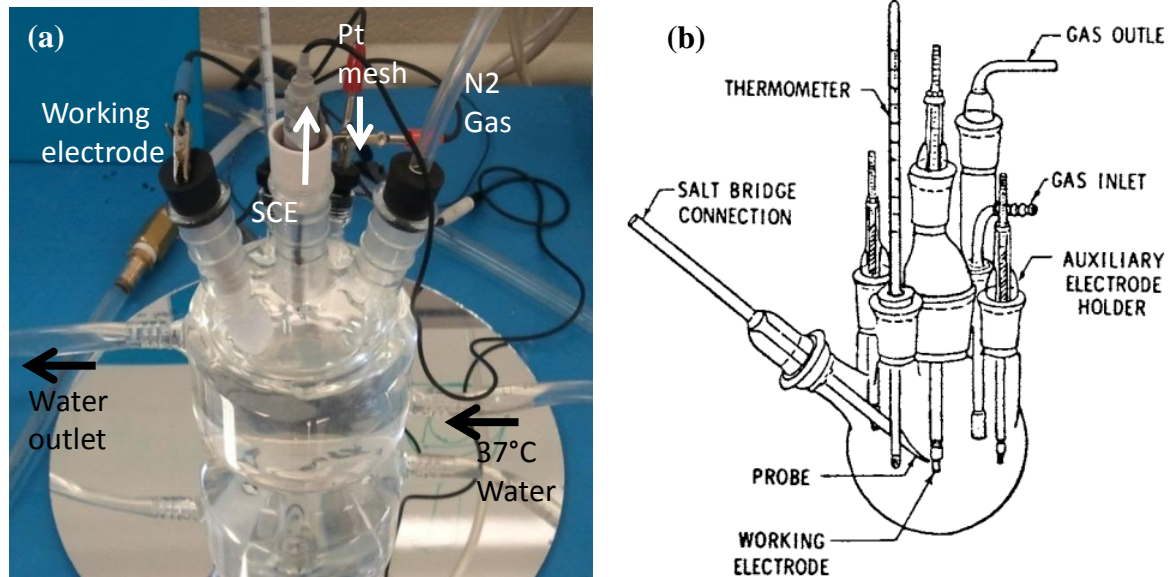 (a)
Pt
mesh
N2
Gas
Working
electrode
SCE
Water
outlet
37°C
Water
(b)
GAS OUTLE
THERMOMETER
GAS INLET
SALT BRIDGE
CONNECTION
AUXILIARY
ELECTRODE
HOLDER
PROBE
WORKING
ELECTRODE